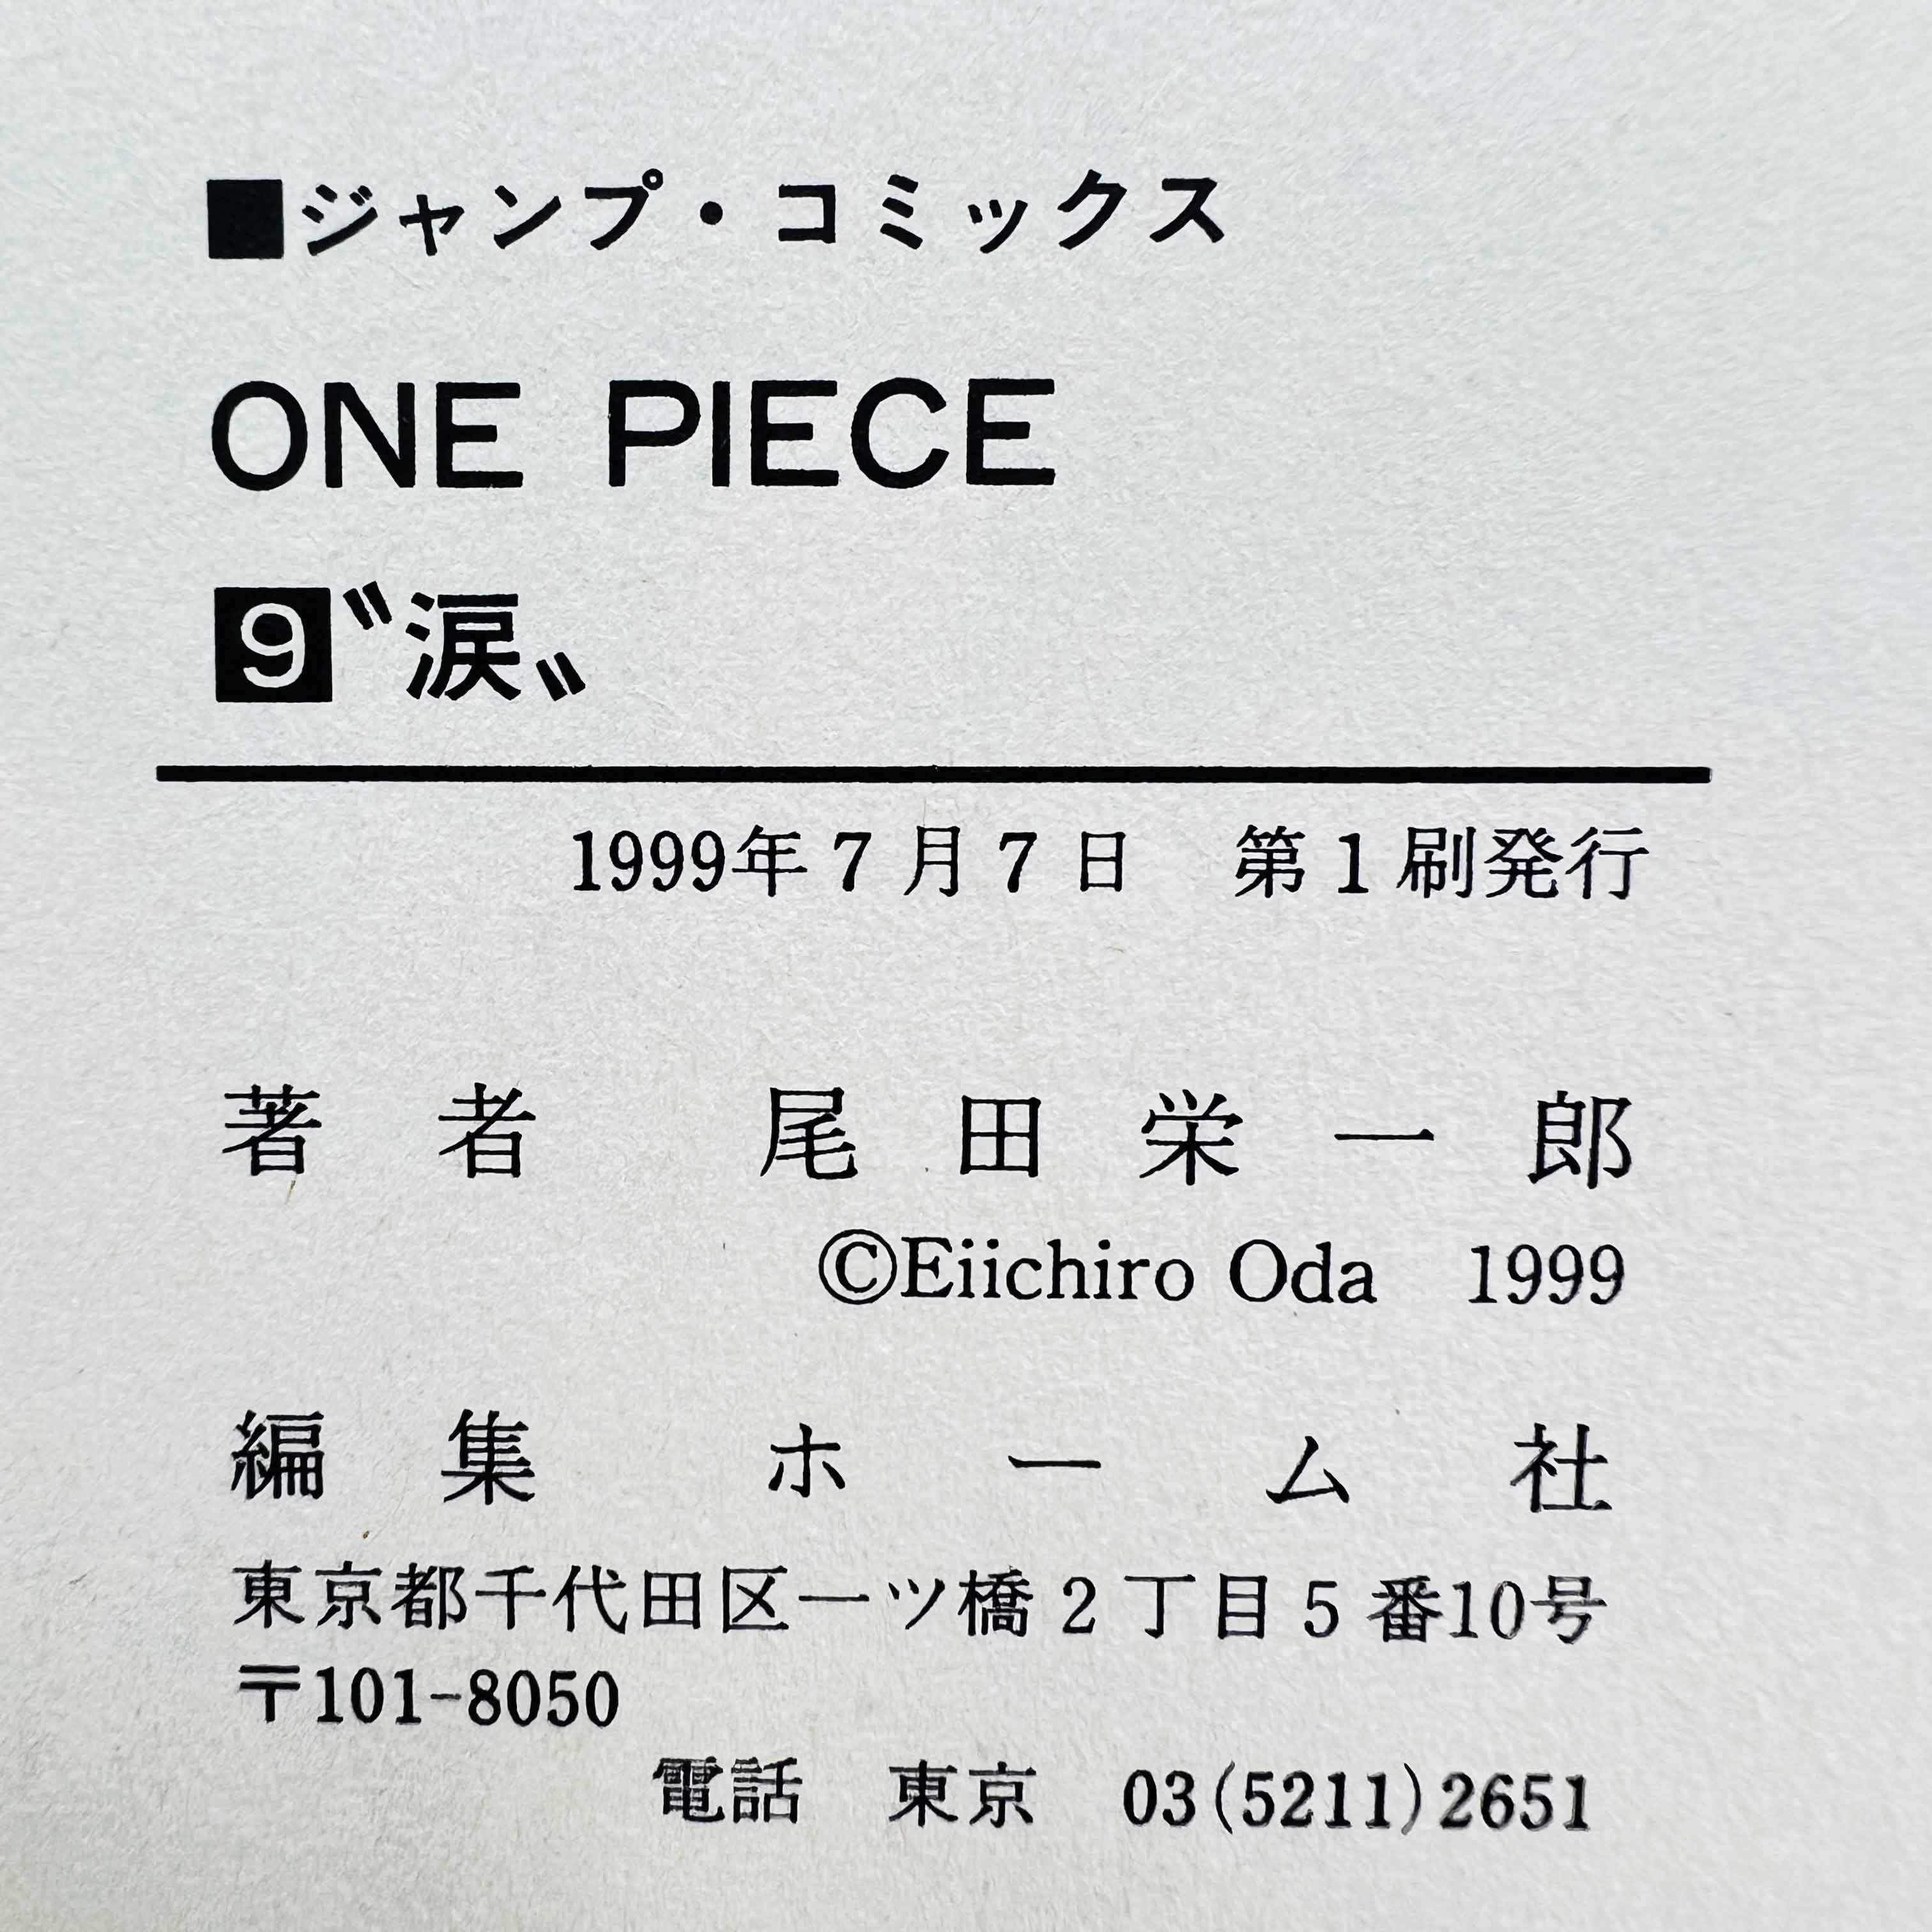 ■ジャンプ・コミックス
ONE PIECE
9〝涙〟
1999年7月7日　第1刷発行
著者　尾田栄一郎
©Eiichiro Oda　1999
編集　ホーム社
東京都千代田区一ツ橋2丁目5番10号
〒101-8050
電話　東京　03(5211)2651